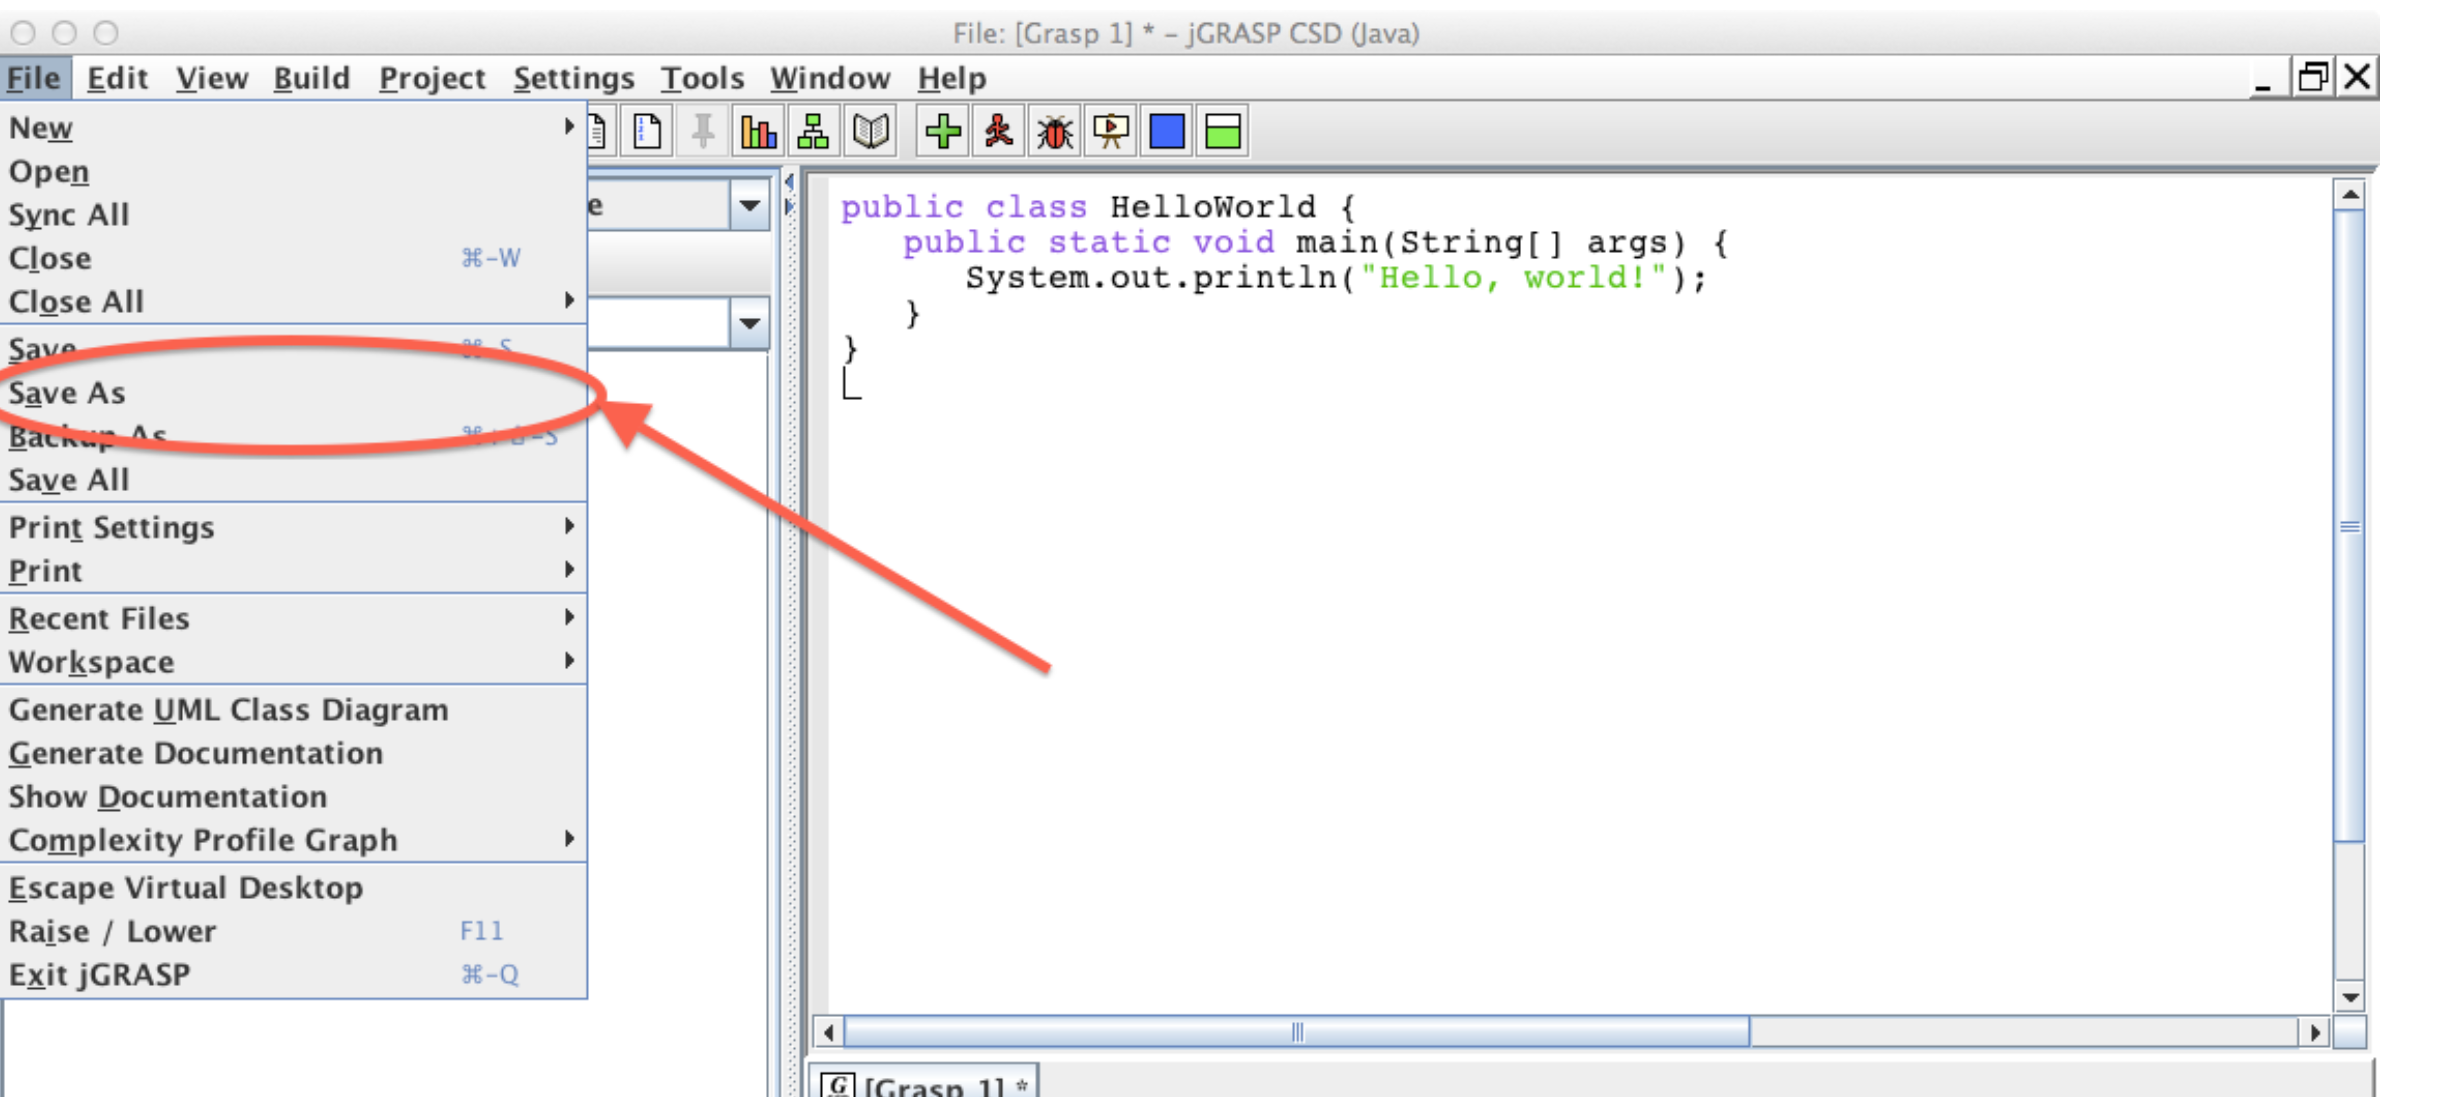 File: [Grasp 1] * – jGRASP CSD (Java)
File Edit View Build Project Settings Tools Window Help
New
Open
Sync All
Close ⌘-W
Close All
Save ⌘-S
Save As
Backup As
Save All
Print Settings
Print
Recent Files
Workspace
Generate UML Class Diagram
Generate Documentation
Show Documentation
Complexity Profile Graph
Escape Virtual Desktop
Raise / Lower F11
Exit jGRASP ⌘-Q
e
public class HelloWorld {
public static void main(String[] args) {
System.out.println("Hello, world!");
}
}
G [Grasp 1] *